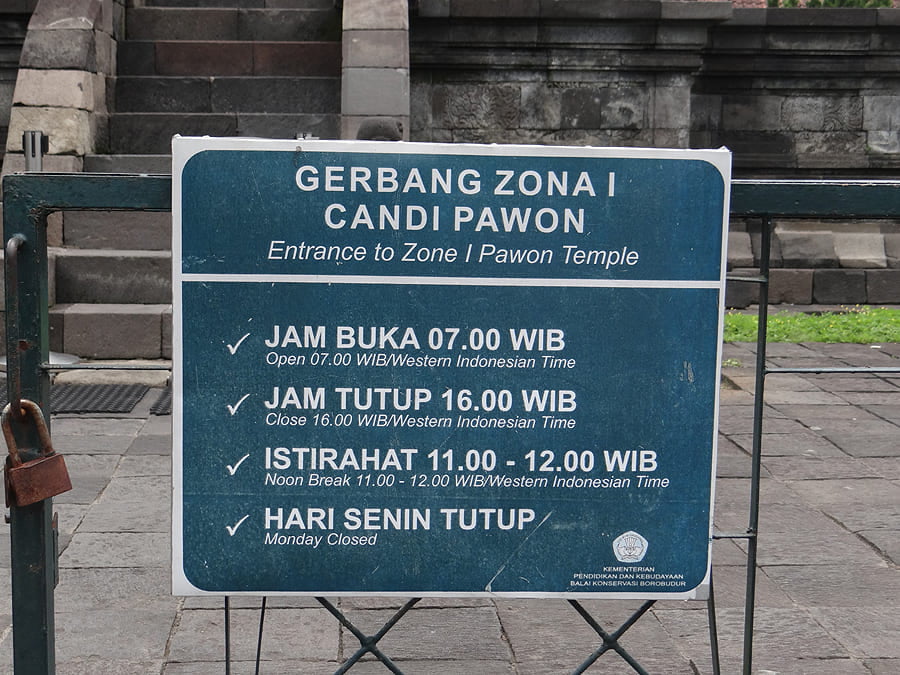 GERBANG ZONA I
CANDI PAWON
Entrance to Zone I Pawon Temple
JAM BUKA 07.00 WIB
Open 07.00 WIB/Western Indonesian Time
JAM TUTUP 16.00 WIB
Close 16.00 WIB/Western Indonesian Time
ISTIRAHAT 11.00 - 12.00 WIB
Noon Break 11.00 - 12.00 WIB/Western Indonesian Time
HARI SENIN TUTUP
Monday Closed
KEMENTERIAN
PENDIDIKAN DAN KEBUDAYAAN
BALAI KONSERVASI BOROBUDUR